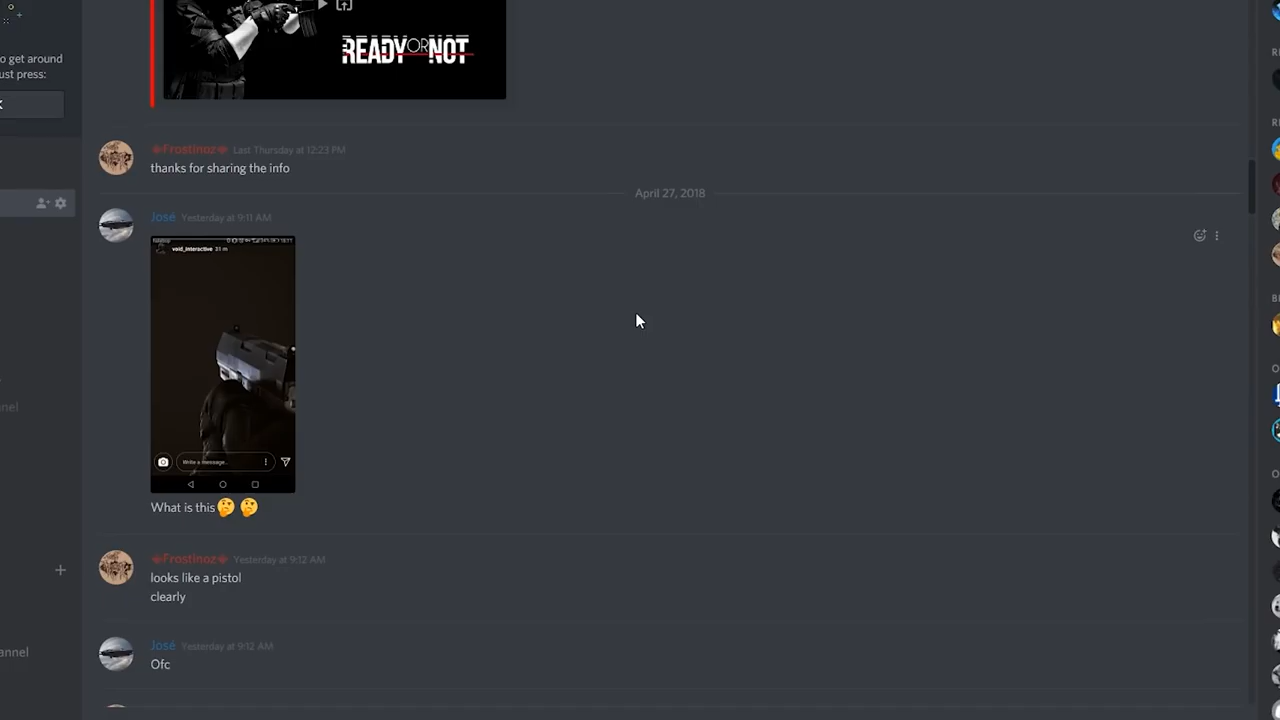 o get around
ust press:
K
READY OR NOT
Frostinoz Last Thursday at 12:23 PM
thanks for sharing the info
April 27, 2018
José Yesterday at 9:11 AM
void_interactive 31 m
Write a message...
What is this
Frostinoz Yesterday at 9:12 AM
looks like a pistol
clearly
José Yesterday at 9:12 AM
Ofc
nel
annel